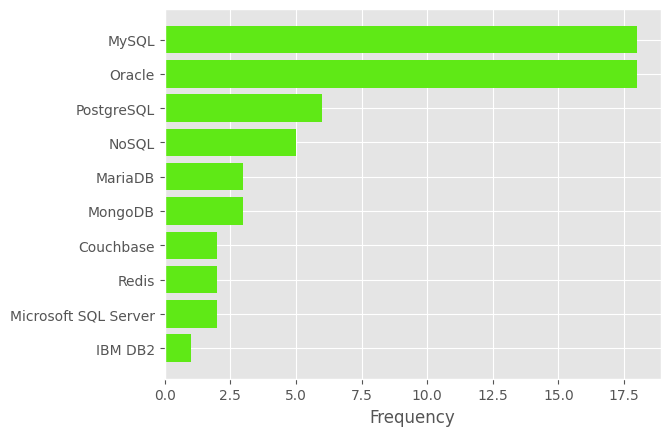 MySQL
Oracle
PostgreSQL
NoSQL
MariaDB
MongoDB
Couchbase
Redis
Microsoft SQL Server
IBM DB2
0.0 2.5 5.0 7.5 10.0 12.5 15.0 17.5
Frequency